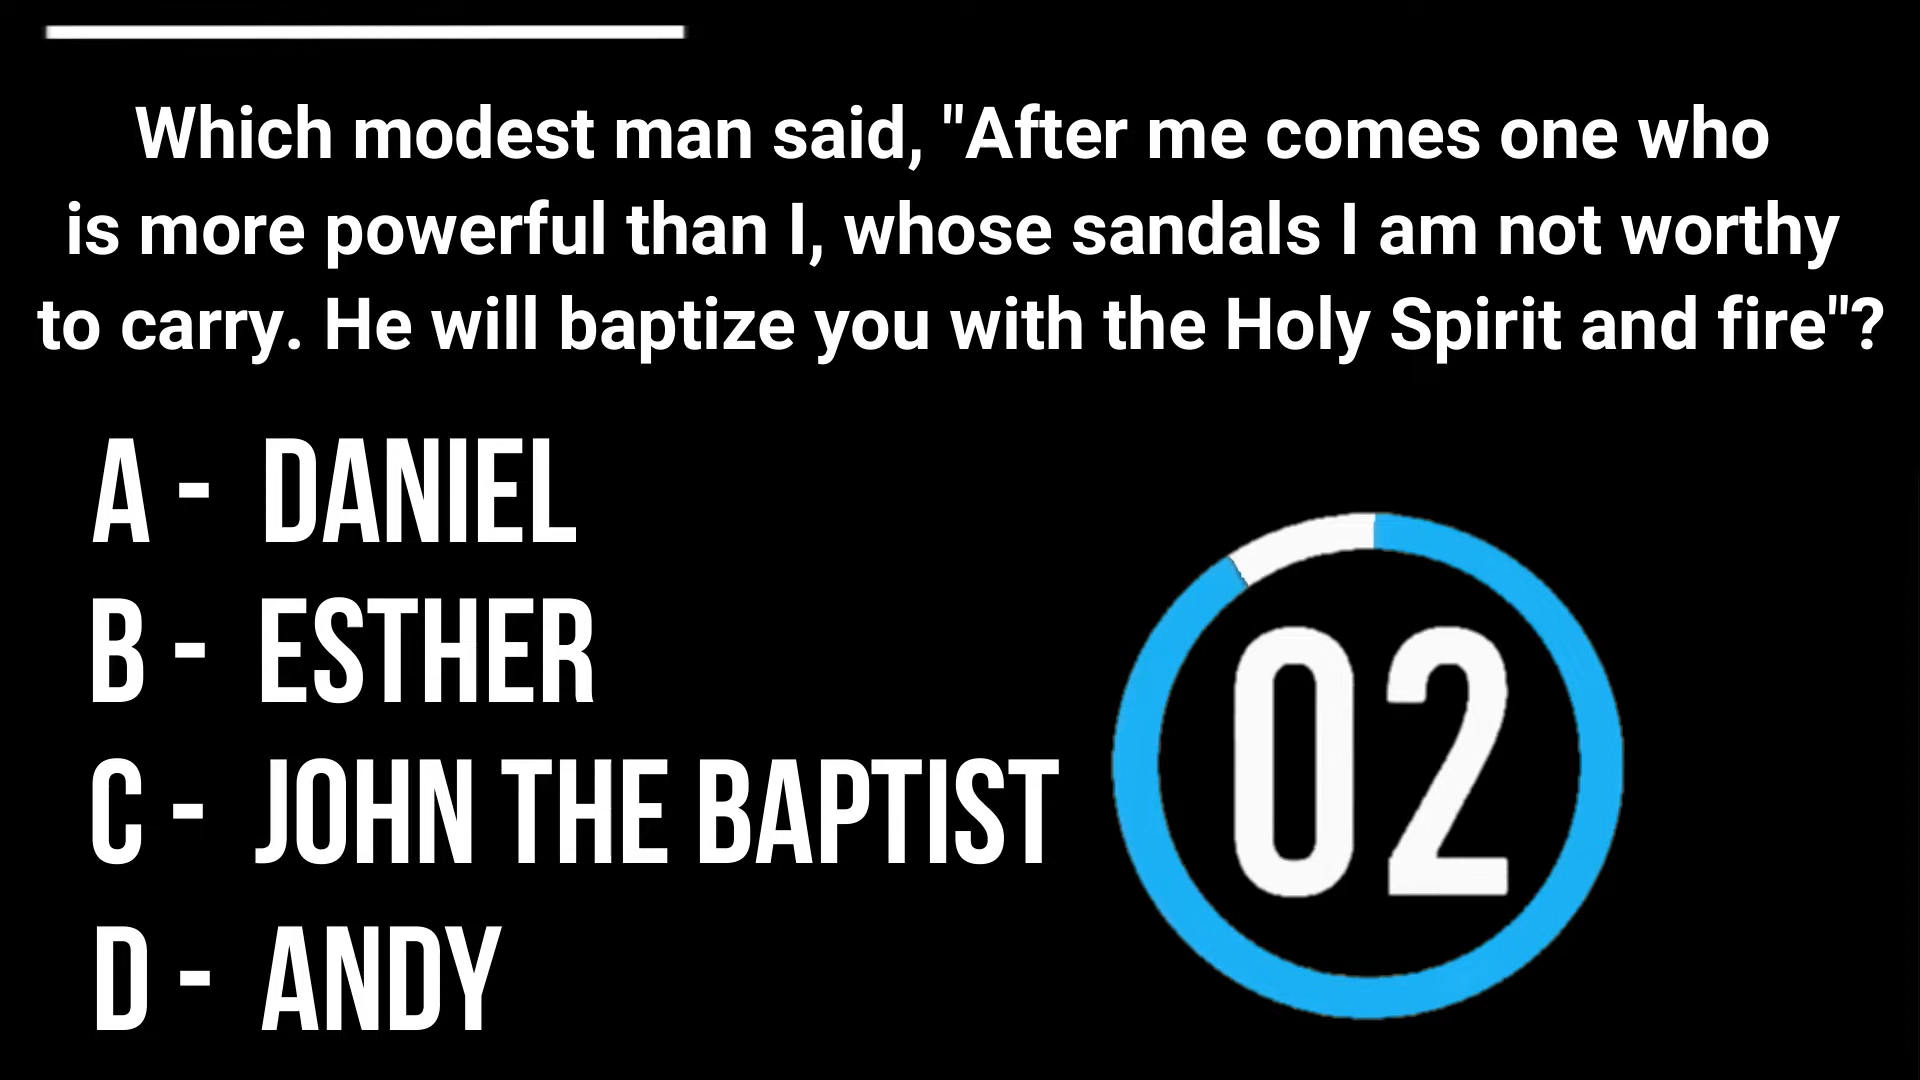 Which modest man said, "After me comes one who
is more powerful than I, whose sandals I am not worthy
to carry. He will baptize you with the Holy Spirit and fire"?
A - DANIEL
B - ESTHER
C - JOHN THE BAPTIST
D - ANDY
02